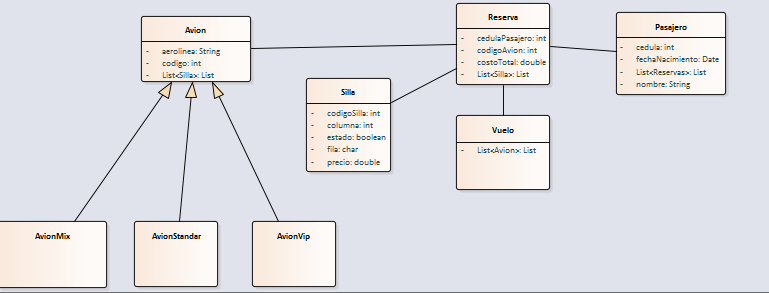 Avion
- aerolinea: String
- codigo: int
- List<Silla>: List
Reserva
- cedulaPasajero: int
- codigoAvion: int
- costoTotal: double
- List<Silla>: List
Pasajero
- cedula: int
- fechaNacimiento: Date
- List<Reservas>: List
- nombre: String
Silla
- codigoSilla: int
- columna: int
- estado: boolean
- fila: char
- precio: double
Vuelo
- List<Avion>: List
AvionMix
AvionStandar
AvionVip